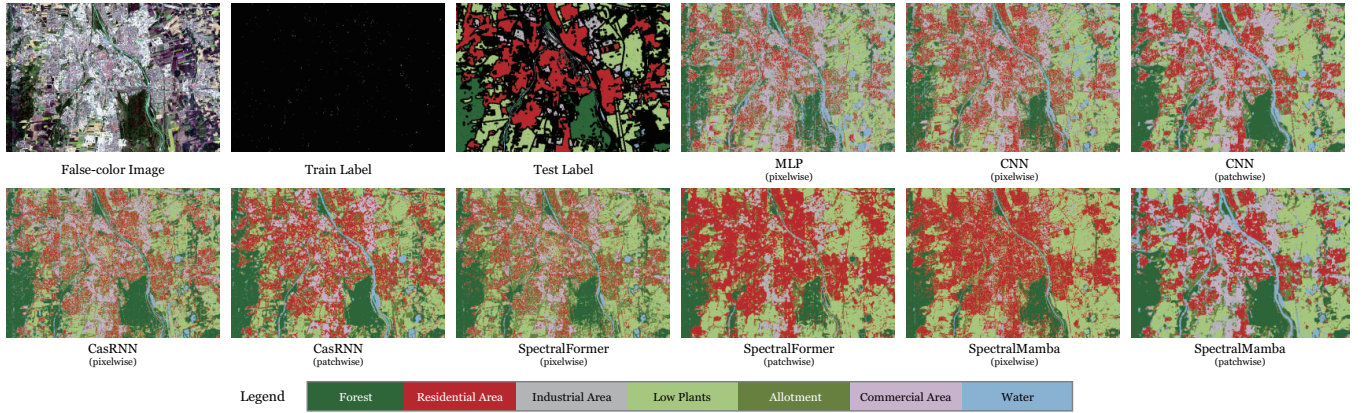 False-color Image
Train Label
Test Label
MLP
(pixelwise)
CNN
(pixelwise)
CNN
(patchwise)
CasRNN
(pixelwise)
CasRNN
(patchwise)
SpectralFormer
(pixelwise)
SpectralFormer
(patchwise)
SpectralMamba
(pixelwise)
SpectralMamba
(patchwise)
Legend
Forest
Residential Area
Industrial Area
Low Plants
Allotment
Commercial Area
Water